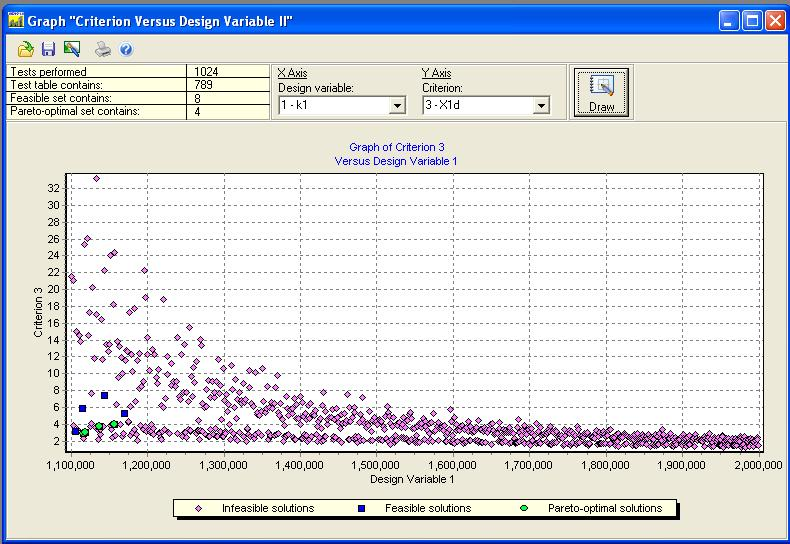 Graph "Criterion Versus Design Variable II"
Tests performed 1024
Test table contains: 789
Feasible set contains: 8
Pareto-optimal set contains: 4
X Axis
Design variable:
1 - k1
Y Axis
Criterion:
3 - X1d
Draw
Graph of Criterion 3
Versus Design Variable 1
Criterion 3
32
30
28
26
24
22
20
18
16
14
12
10
8
6
4
2
1,100,000 1,200,000 1,300,000 1,400,000 1,500,000 1,600,000 1,700,000 1,800,000 1,900,000 2,000,000
Design Variable 1
Infeasible solutions Feasible solutions Pareto-optimal solutions